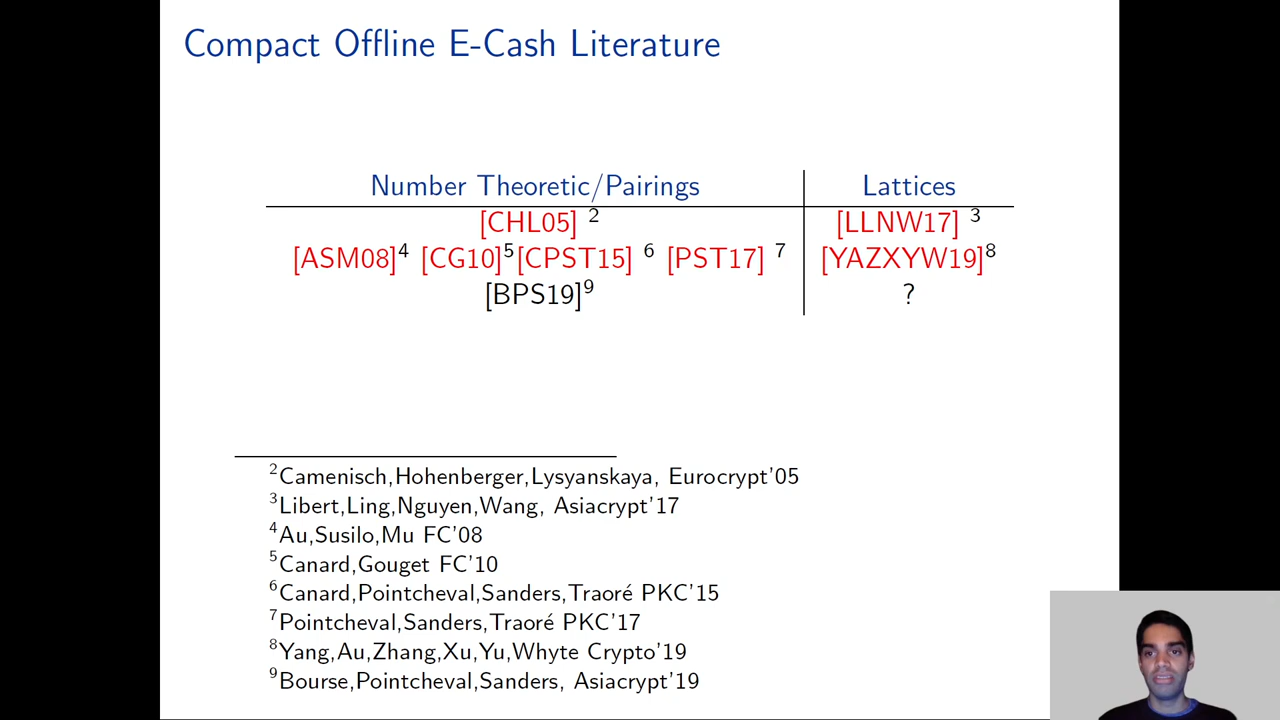 Compact Offline E-Cash Literature
Number Theoretic/Pairings Lattices
[CHL05] 2 [LLNW17] 3
[ASM08]4 [CG10]5[CPST15] 6 [PST17] 7 [YAZXYW19]8
[BPS19]9 ?
2Camenisch,Hohenberger,Lysyanskaya, Eurocrypt'05
3Libert,Ling,Nguyen,Wang, Asiacrypt'17
4Au,Susilo,Mu FC'08
5Canard,Gouget FC'10
6Canard,Pointcheval,Sanders,Traoré PKC'15
7Pointcheval,Sanders,Traoré PKC'17
8Yang,Au,Zhang,Xu,Yu,Whyte Crypto'19
9Bourse,Pointcheval,Sanders, Asiacrypt'19